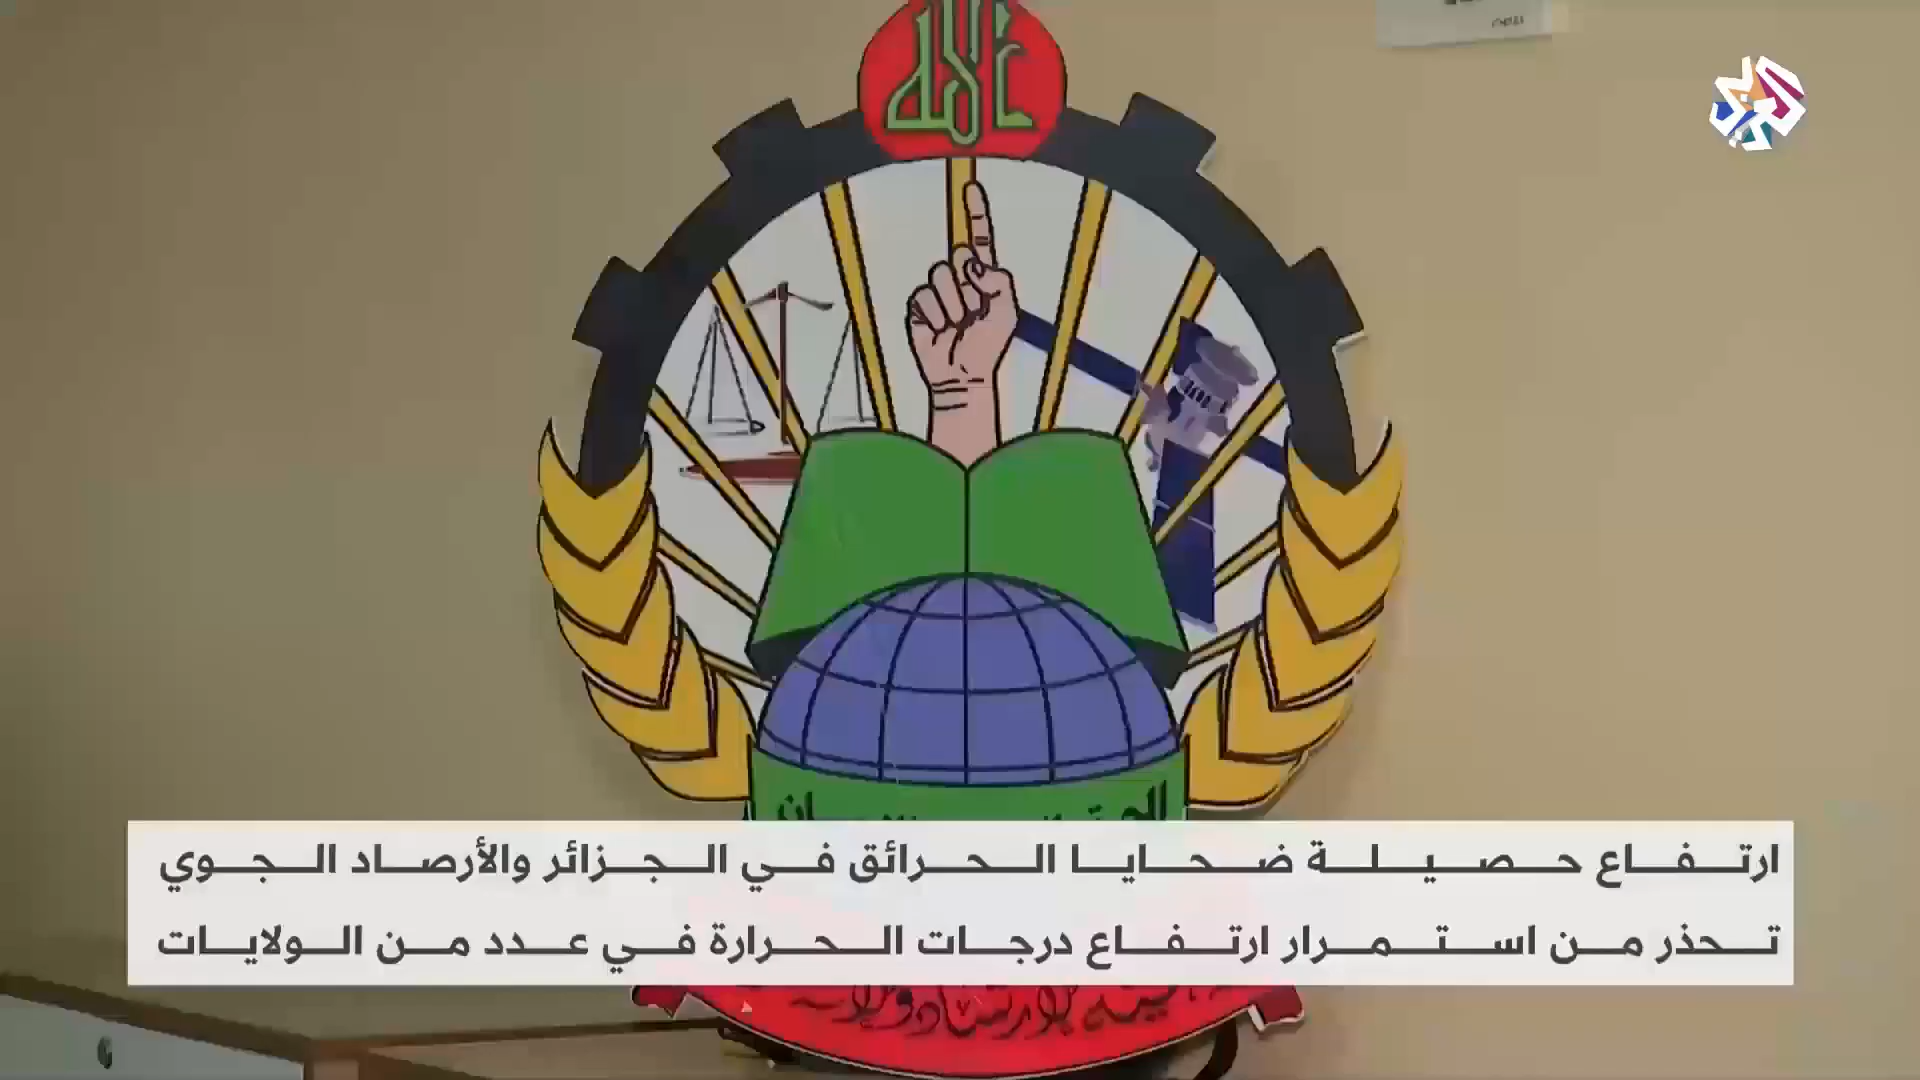 ارتفاع حصيلة ضحايا الحرائق في الجزائر والأرصاد الجوي
تحذر من استمرار ارتفاع درجات الحرارة في عدد من الولايات